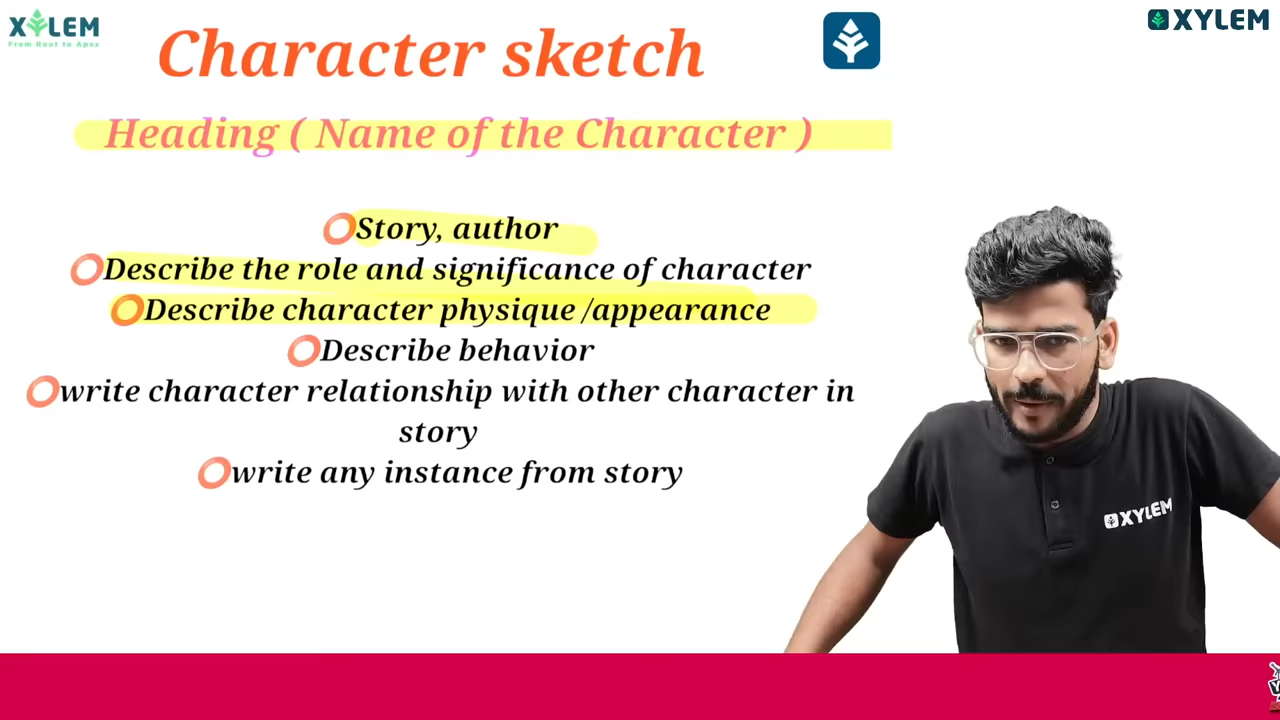 XYLEM
From Root to Apex
XYLEM
Character sketch
Heading ( Name of the Character )
Story, author
Describe the role and significance of character
Describe character physique /appearance
Describe behavior
write character relationship with other character in
story
write any instance from story
XYLEM